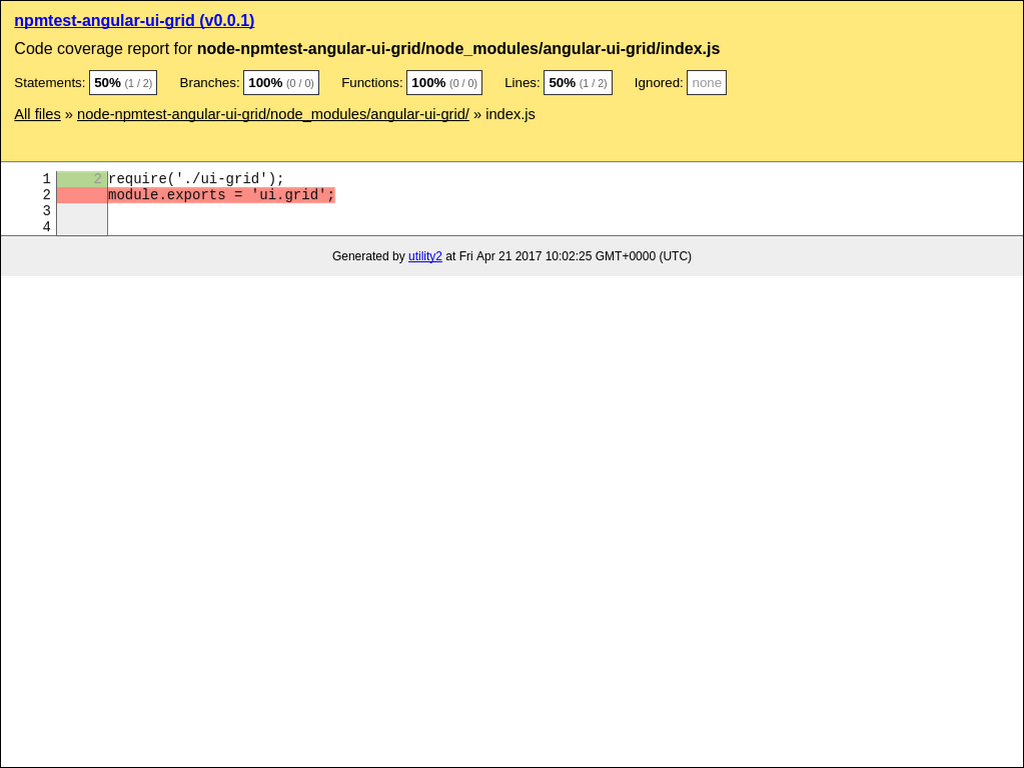 npmtest-angular-ui-grid (v0.0.1)
Code coverage report for node-npmtest-angular-ui-grid/node_modules/angular-ui-grid/index.js
Statements: 50% (1 / 2) Branches: 100% (0 / 0) Functions: 100% (0 / 0) Lines: 50% (1 / 2) Ignored: none
All files » node-npmtest-angular-ui-grid/node_modules/angular-ui-grid/ » index.js
1 2 require('./ui-grid');
2 module.exports = 'ui.grid';
3
4
Generated by utility2 at Fri Apr 21 2017 10:02:25 GMT+0000 (UTC)